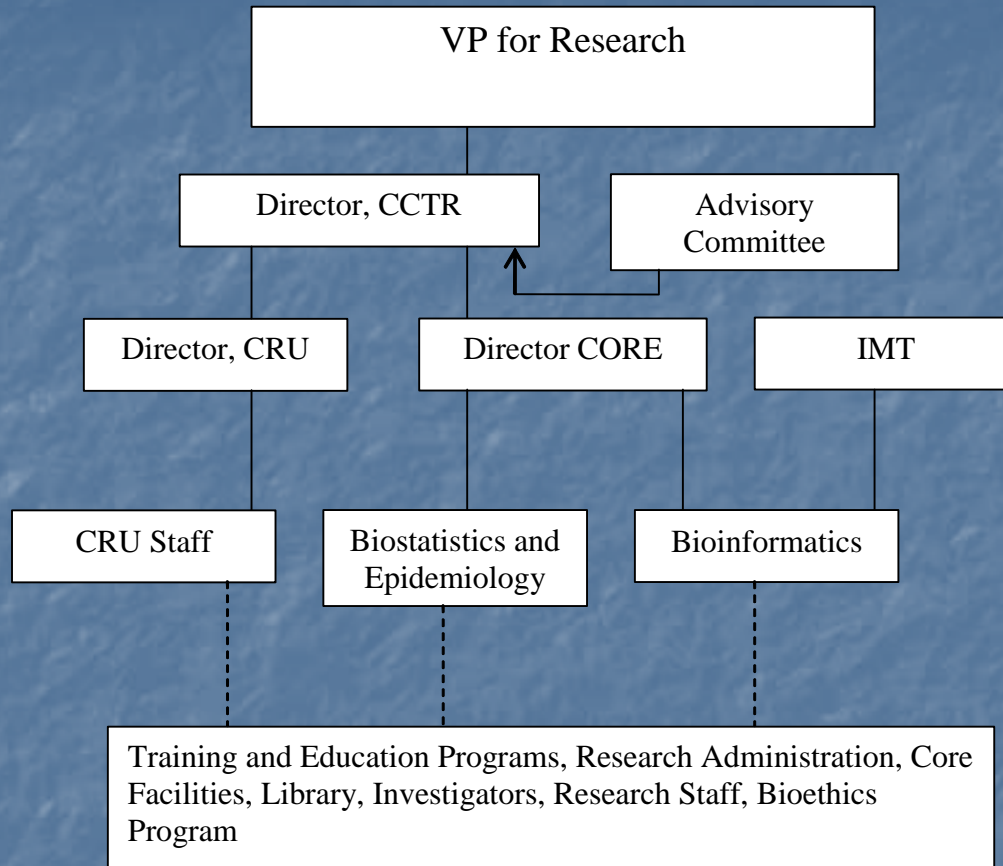 VP for Research
Director, CCTR
Advisory
Committee
Director, CRU
Director CORE
IMT
CRU Staff
Biostatistics and
Epidemiology
Bioinformatics
Training and Education Programs, Research Administration, Core
Facilities, Library, Investigators, Research Staff, Bioethics
Program